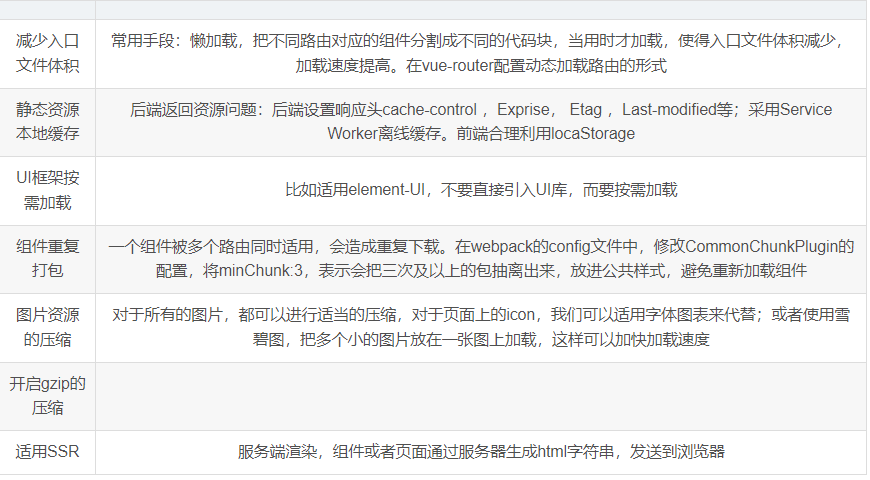 减少入口
文件体积
常用手段：懒加载，把不同路由对应的组件分割成不同的代码块，当用时才加载，使得入口文件体积减少，
加载速度提高。在vue-router配置动态加载路由的形式
静态资源
本地缓存
后端返回资源问题：后端设置响应头cache-control ，Exprise， Etag ，Last-modified等；采用Service
Worker离线缓存。前端合理利用locaStorage
UI框架按
需加载
比如适用element-UI，不要直接引入UI库，而要按需加载
组件重复
打包
一个组件被多个路由同时适用，会造成重复下载。在webpack的config文件中，修改CommonChunkPlugin的
配置，将minChunk:3，表示会把三次及以上的包抽离出来，放进公共样式，避免重新加载组件
图片资源
的压缩
对于所有的图片，都可以进行适当的压缩，对于页面上的icon，我们可以适用字体图表来代替；或者使用雪
碧图，把多个小的图片放在一张图上加载，这样可以加快加载速度
开启gzip的
压缩
适用SSR
服务端渲染，组件或者页面通过服务器生成html字符串，发送到浏览器